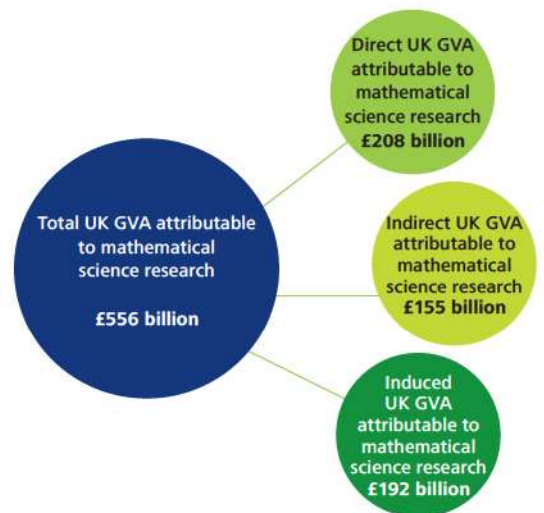 Direct UK GVA
attributable to
mathematical
science research
£208 billion
Total UK GVA attributable
to mathematical
science research
£556 billion
Indirect UK GVA
attributable to
mathematical
science research
£155 billion
Induced
UK GVA
attributable to
mathematical
science research
£192 billion